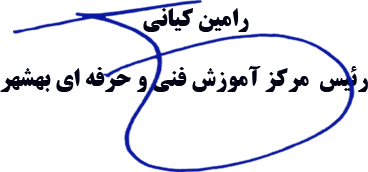 رامین کیانی
رئیس مرکز آموزش فنی و حرفه ای بهشهر